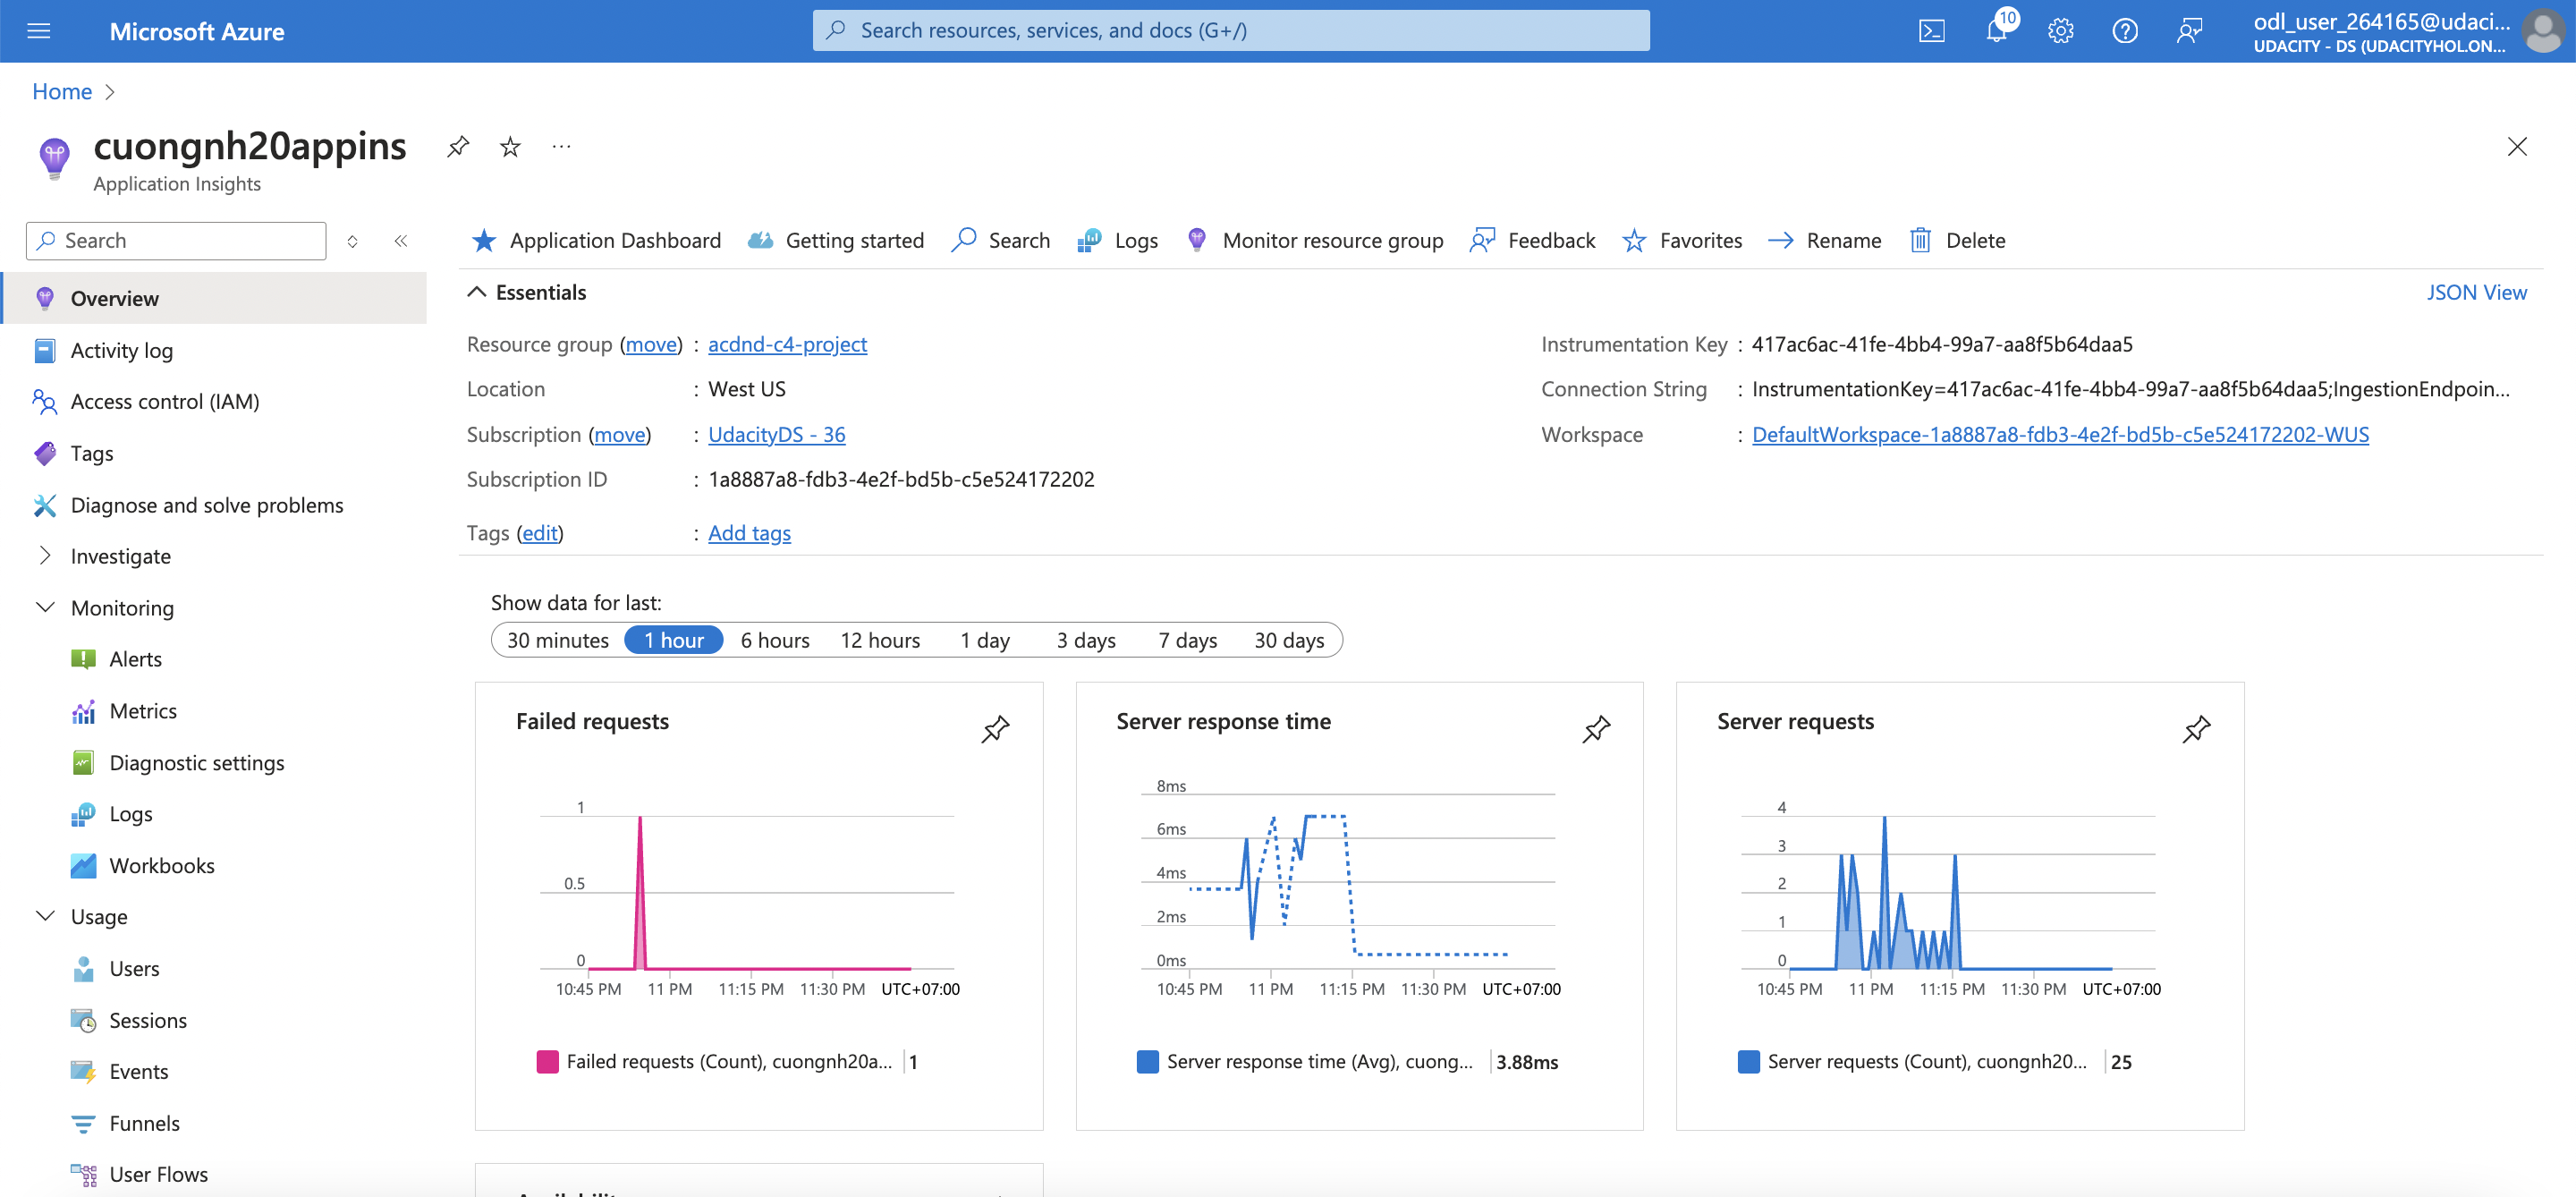 Microsoft Azure
Search resources, services, and docs (G+/)
10
odl_user_264165@udaci...
UDACITY - DS (UDACITYHOL.ON...
Home
cuongnh20appins
Application Insights
Search
Application Dashboard
Getting started
Search
Logs
Monitor resource group
Feedback
Favorites
Rename
Delete
Overview
Activity log
Access control (IAM)
Tags
Diagnose and solve problems
Investigate
Monitoring
Alerts
Metrics
Diagnostic settings
Logs
Workbooks
Usage
Users
Sessions
Events
Funnels
User Flows
Essentials
JSON View
Resource group (move) : acdnd-c4-project
Location : West US
Subscription (move) : UdacityDS - 36
Subscription ID : 1a8887a8-fdb3-4e2f-bd5b-c5e524172202
Tags (edit) : Add tags
Instrumentation Key : 417ac6ac-41fe-4bb4-99a7-aa8f5b64daa5
Connection String : InstrumentationKey=417ac6ac-41fe-4bb4-99a7-aa8f5b64daa5;IngestionEndpoin...
Workspace : DefaultWorkspace-1a8887a8-fdb3-4e2f-bd5b-c5e524172202-WUS
Show data for last:
30 minutes 1 hour 6 hours 12 hours 1 day 3 days 7 days 30 days
Failed requests
1
0.5
0
10:45 PM 11 PM 11:15 PM 11:30 PM UTC+07:00
Failed requests (Count), cuongnh20a... 1
Server response time
8ms
6ms
4ms
2ms
0ms
10:45 PM 11 PM 11:15 PM 11:30 PM UTC+07:00
Server response time (Avg), cuong... 3.88ms
Server requests
4
3
2
1
0
10:45 PM 11 PM 11:15 PM 11:30 PM UTC+07:00
Server requests (Count), cuongnh20... 25